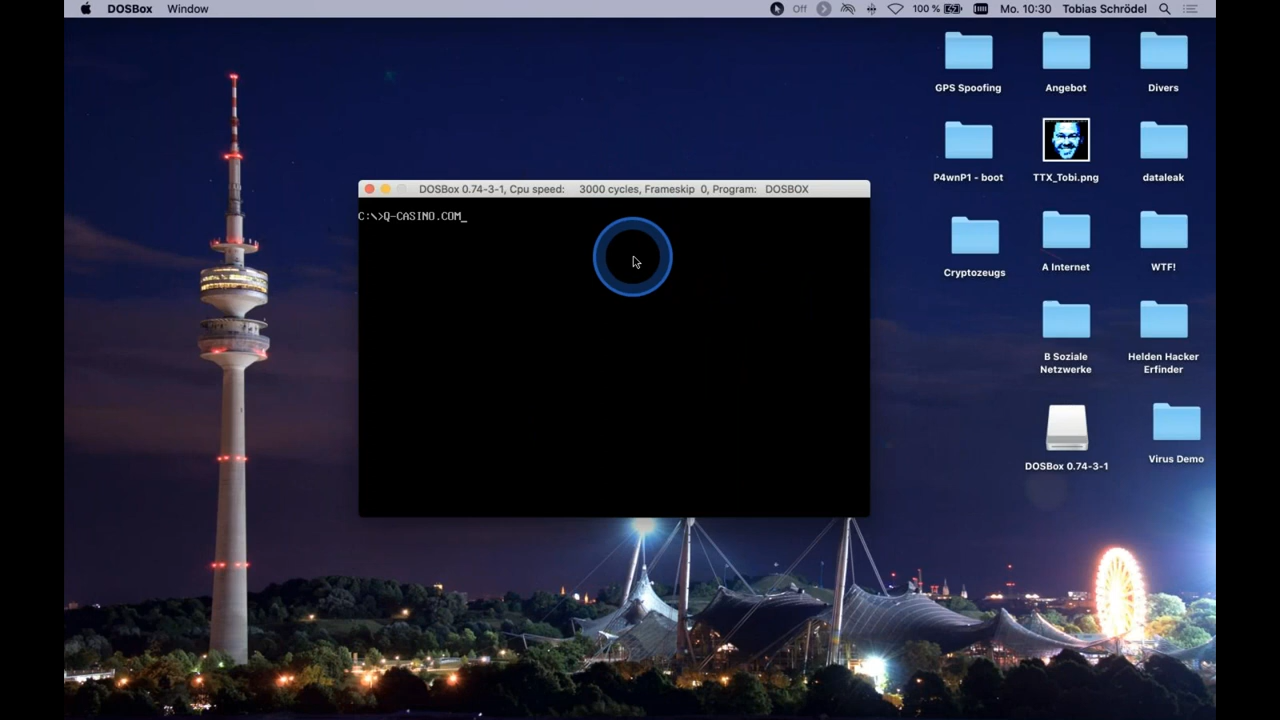 DOSBox Window Off 100 % Mo. 10:30 Tobias Schrödel
GPS Spoofing
Angebot
Divers
P4wnP1 - boot
TTX_Tobi.png
dataleak
DOSBox 0.74-3-1, Cpu speed: 3000 cycles, Frameskip 0, Program: DOSBOX
C:\>Q-CASINO.COM_
Cryptozeugs
A Internet
WTF!
B Soziale
Netzwerke
Helden Hacker
Erfinder
DOSBox 0.74-3-1
Virus Demo